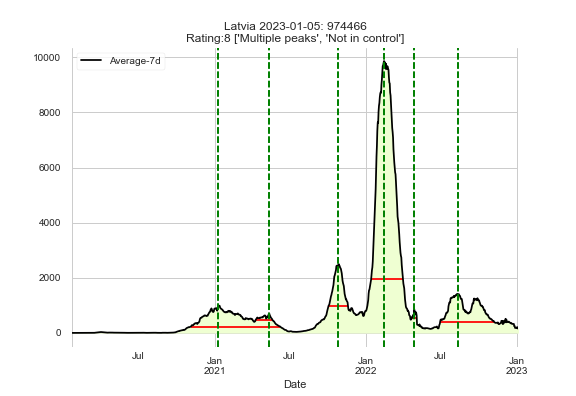 Latvia 2023-01-05: 974466
Rating:8 ['Multiple peaks', 'Not in control']
Average-7d
10000
8000
6000
4000
2000
0
Jul
Jan
2021
Jul
Jan
2022
Jul
Jan
2023
Date